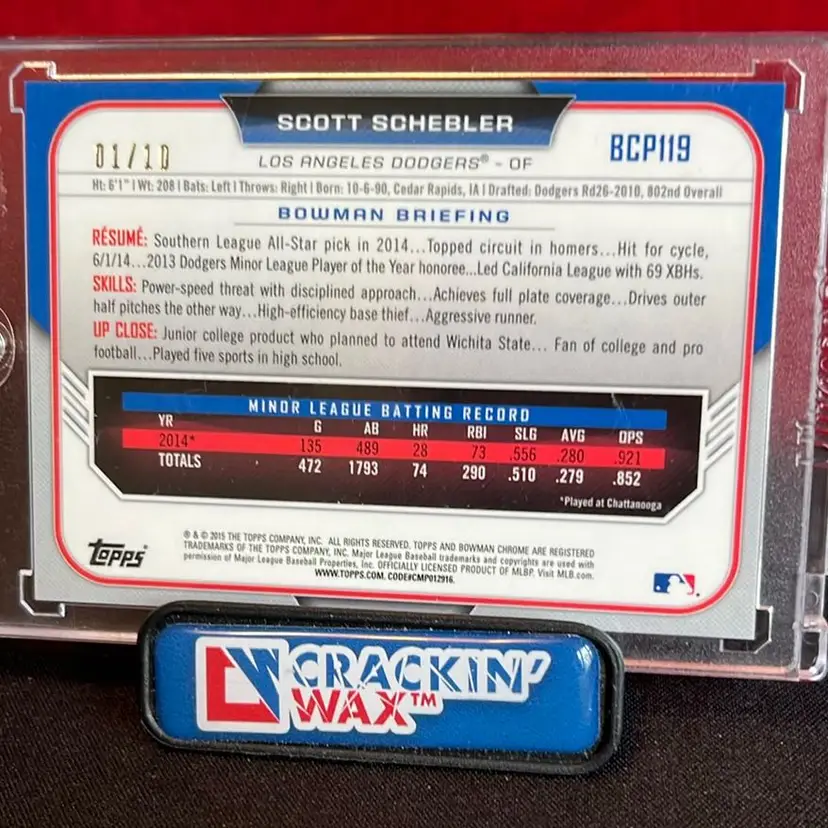 SCOTT SCHEBLER
01/10
LOS ANGELES DODGERS® - OF
BCP119
Ht: 6'1" | Wt: 208 | Bats: Left | Throws: Right | Born: 10-6-90, Cedar Rapids, IA | Drafted: Dodgers Rd26-2010, 802nd Overall
BOWMAN BRIEFING
RÉSUMÉ: Southern League All-Star pick in 2014...Topped circuit in homers...Hit for cycle,
6/1/14...2013 Dodgers Minor League Player of the Year honoree...Led California League with 69 XBHs.
SKILLS: Power-speed threat with disciplined approach...Achieves full plate coverage...Drives outer
half pitches the other way...High-efficiency base thief...Aggressive runner.
UP CLOSE: Junior college product who planned to attend Wichita State... Fan of college and pro
football...Played five sports in high school.
MINOR LEAGUE BATTING RECORD
YR G AB HR RBI SLG AVG OPS
2014* 135 489 28 73 .556 .280 .921
TOTALS 472 1793 74 290 .510 .279 .852
*Played at Chattanooga
TOPPS®
® & © 2015 THE TOPPS COMPANY, INC. ALL RIGHTS RESERVED. TOPPS AND BOWMAN CHROME ARE REGISTERED
TRADEMARKS OF THE TOPPS COMPANY, INC. Major League Baseball trademarks and copyrights are used with
permission of Major League Baseball Properties, Inc. OFFICIALLY LICENSED PRODUCT OF MLBP. Visit MLB.com.
WWW.TOPPS.COM. CODE#CMP012916.
CRACKIN'
WAX™